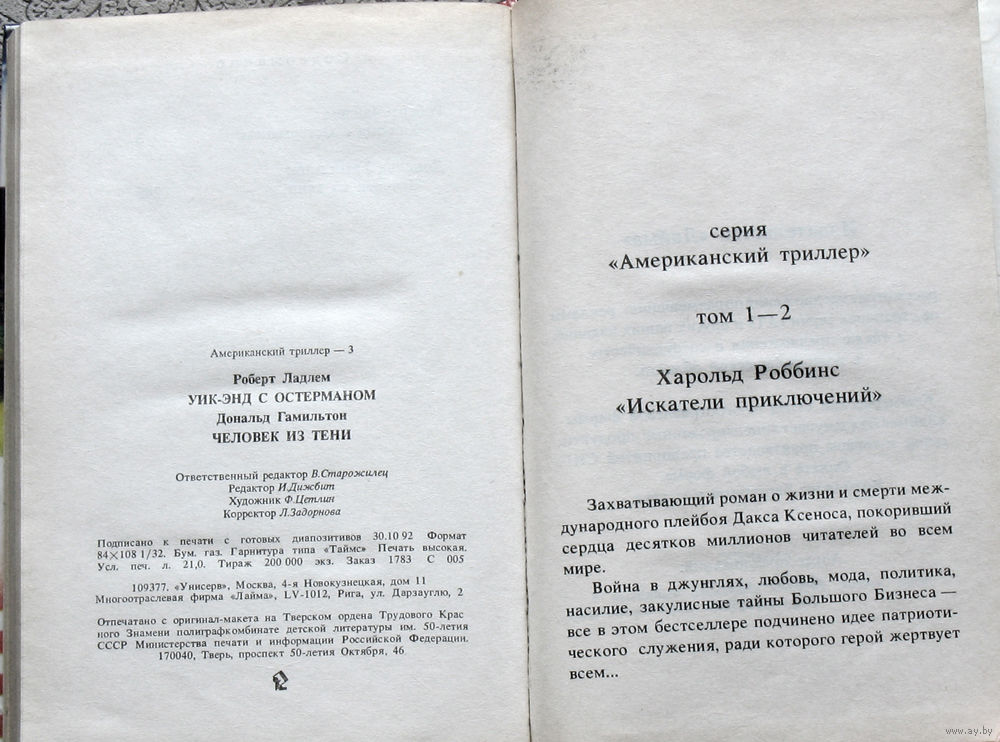 Американский триллер — 3
Роберт Ладлем
УИК-ЭНД С ОСТЕРМАНОМ
Дональд Гамильтон
ЧЕЛОВЕК ИЗ ТЕНИ
Ответственный редактор В.Старожилец
Редактор И.Дижбит
Художник Ф.Цетлин
Корректор Л.Задорнова
Подписано к печати с готовых диапозитивов 30.10 92 Формат
84×108 1/32. Бум. газ. Гарнитура типа «Таймс» Печать высокая.
Усл. печ. л. 21,0. Тираж 200 000 экз. Заказ 1783 С 005
109377. «Унисерв», Москва, 4-я Новокузнецкая, дом 11
Многоотраслевая фирма «Лайма», LV-1012, Рига, ул. Дарзауглю, 2
Отпечатано с оригинал-макета на Тверском ордена Трудового Крас
ного Знамени полиграфкомбинате детской литературы им. 50-летия
СССР Министерства печати и информации Российской Федерации.
170040, Тверь, проспект 50-летия Октября, 46
серия
«Американский триллер»
том 1—2
Харольд Роббинс
«Искатели приключений»
Захватывающий роман о жизни и смерти меж-
дународного плейбоя Дакса Ксеноса, покоривший
сердца десятков миллионов читателей во всем
мире.
Война в джунглях, любовь, мода, политика,
насилие, закулисные тайны Большого Бизнеса —
все в этом бестселлере подчинено идее патриоти-
ческого служения, ради которого герой жертвует
всем...
www.ay.by